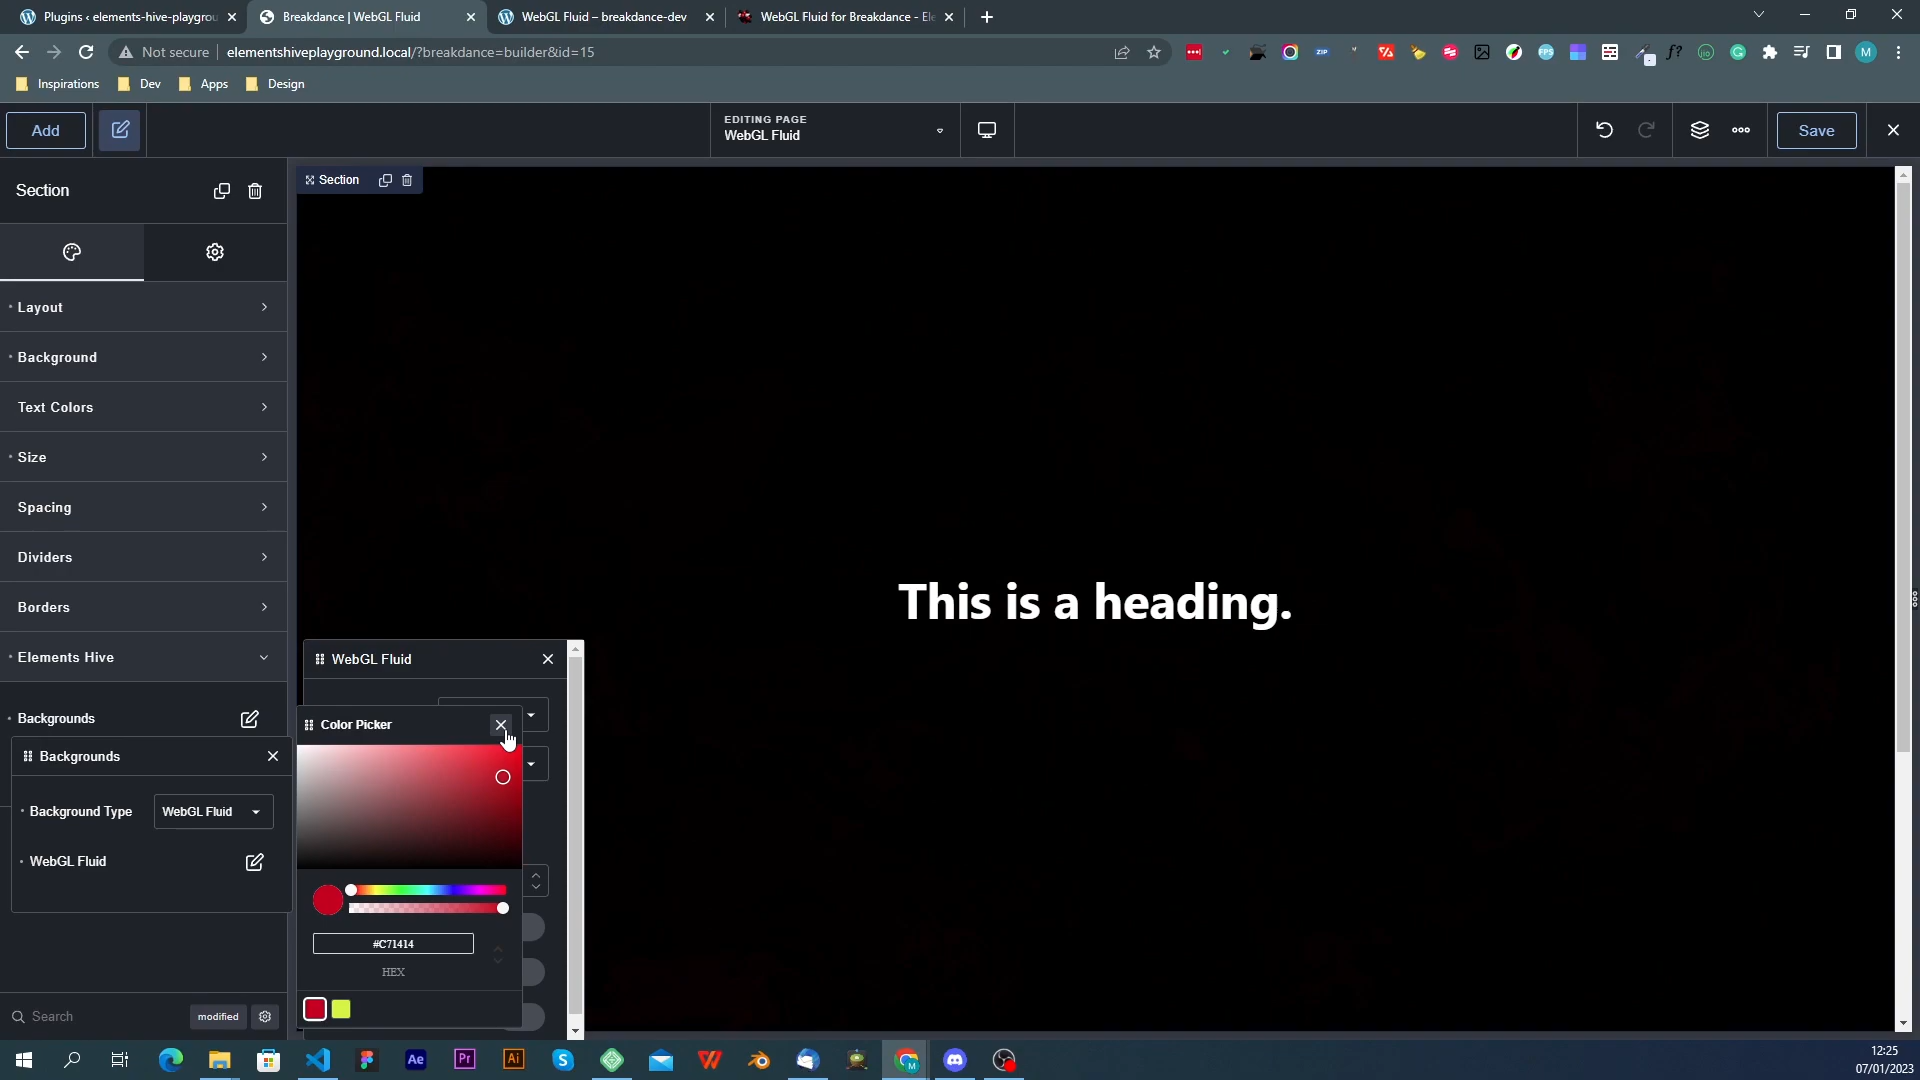 Plugins ‹ elements-hive-playgrou
Breakdance | WebGL Fluid
WebGL Fluid – breakdance-dev
WebGL Fluid for Breakdance - Ele
Not secure
elementshiveplayground.local/?breakdance=builder&id=15
Inspirations
Dev
Apps
Design
Add
EDITING PAGE
WebGL Fluid
Save
Section
Section
Layout
Background
Text Colors
Size
Spacing
Dividers
Borders
Elements Hive
Backgrounds
Backgrounds
Background Type
WebGL Fluid
WebGL Fluid
Search
modified
WebGL Fluid
Color Picker
#C71414
HEX
This is a heading.
12:25
07/01/2023